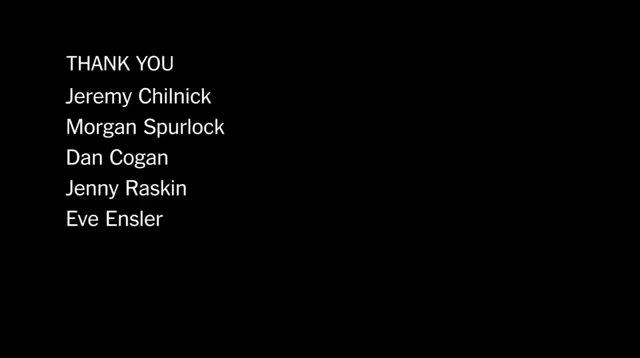 THANK YOU
Jeremy Chilnick
Morgan Spurlock
Dan Cogan
Jenny Raskin
Eve Ensler